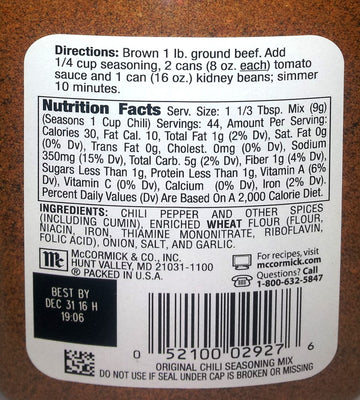 Directions: Brown 1 lb. ground beef. Add
1/4 cup seasoning, 2 cans (8 oz. each) tomato
sauce and 1 can (16 oz.) kidney beans; simmer
10 minutes.
Nutrition Facts Serv. Size: 1 1/3 Tbsp. Mix (9g)
(Seasons 1 Cup Chili) Servings: 44, Amount Per Serving:
Calories 30, Fat Cal. 10, Total Fat 1g (2% Dv), Sat. Fat 0g
(0% Dv), Trans Fat 0g, Cholest. 0mg (0% Dv), Sodium
350mg (15% Dv), Total Carb. 5g (2% Dv), Fiber 1g (4% Dv),
Sugars Less Than 1g, Protein Less Than 1g, Vitamin A (6%
Dv), Vitamin C (0% Dv), Calcium (0% Dv), Iron (2% Dv).
Percent Daily Values (Dv) Are Based On A 2,000 Calorie Diet.
INGREDIENTS: CHILI PEPPER AND OTHER SPICES
(INCLUDING CUMIN), ENRICHED WHEAT FLOUR (FLOUR,
NIACIN, IRON, THIAMINE MONONITRATE, RIBOFLAVIN,
FOLIC ACID), ONION, SALT, AND GARLIC.
Mc McCORMICK & CO., INC.
HUNT VALLEY, MD 21031-1100
® PACKED IN U.S.A.
For recipes, visit
mccormick.com
Questions? Call
1-800-632-5847
BEST BY
DEC 31 16 H
19:06
0 52100 02927 6
ORIGINAL CHILI SEASONING MIX
DO NOT USE IF SEAL UNDER CAP IS BROKEN OR MISSING